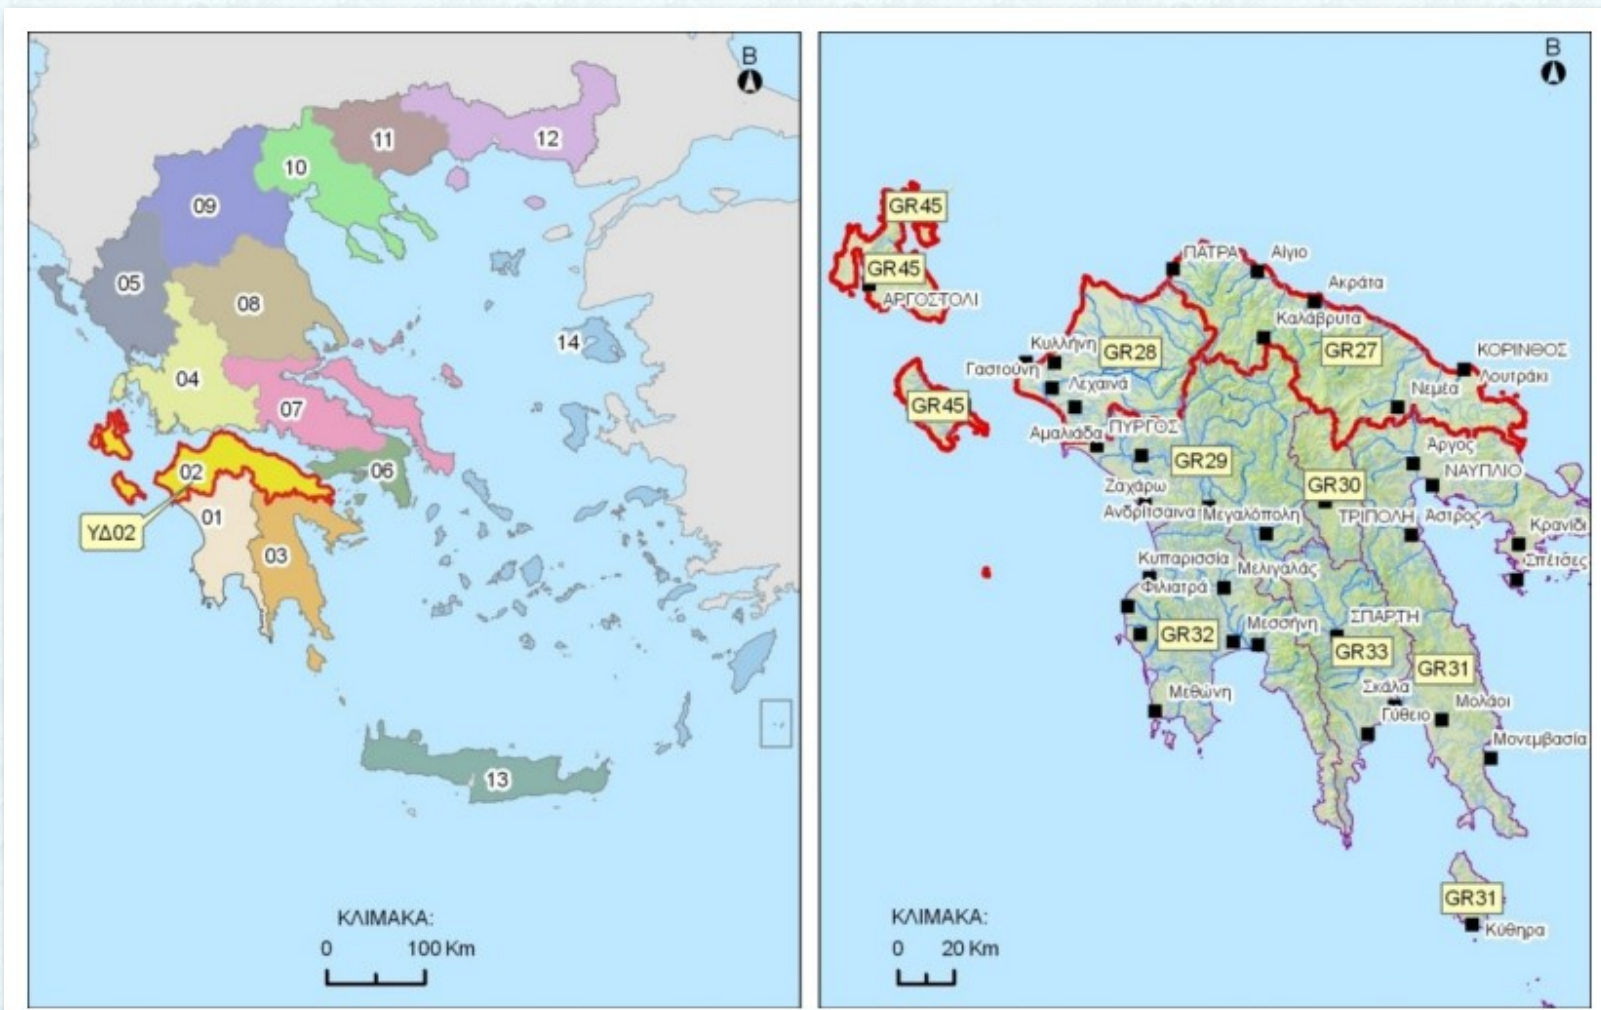 Β
11
12
10
09
05
08
14
04
07
02
06
01
ΥΔ02
03
13
ΚΛΙΜΑΚΑ:
0 100 Km
Β
GR45
ΠΑΤΡΑ
Αίγιο
GR45
Ακράτα
ΑΡΓΟΣΤΟΛΙ
Καλάβρυτα
Κυλλήνη
GR28
GR27
ΚΟΡΙΝΘΟΣ
Γαστούνη
Λουτράκι
Λεχαινά
Νεμέα
GR45
ΠΥΡΓΟΣ
Αμαλιάδα
Άργος
GR29
ΝΑΥΠΛΙΟ
Ζαχάρω
GR30
Ανδρίτσαινα
Μεγαλόπολη
ΤΡΙΠΟΛΗ
Άστρος
Κρανίδι
Κυπαρισσία
Μελιγαλάς
Σπέτσες
Φιλιατρά
ΣΠΑΡΤΗ
Μεσσήνη
GR32
GR33
GR31
Μεθώνη
Σκάλα
Μολάοι
Γύθειο
Μονεμβασία
GR31
Κύθηρα
ΚΛΙΜΑΚΑ:
0 20 Km